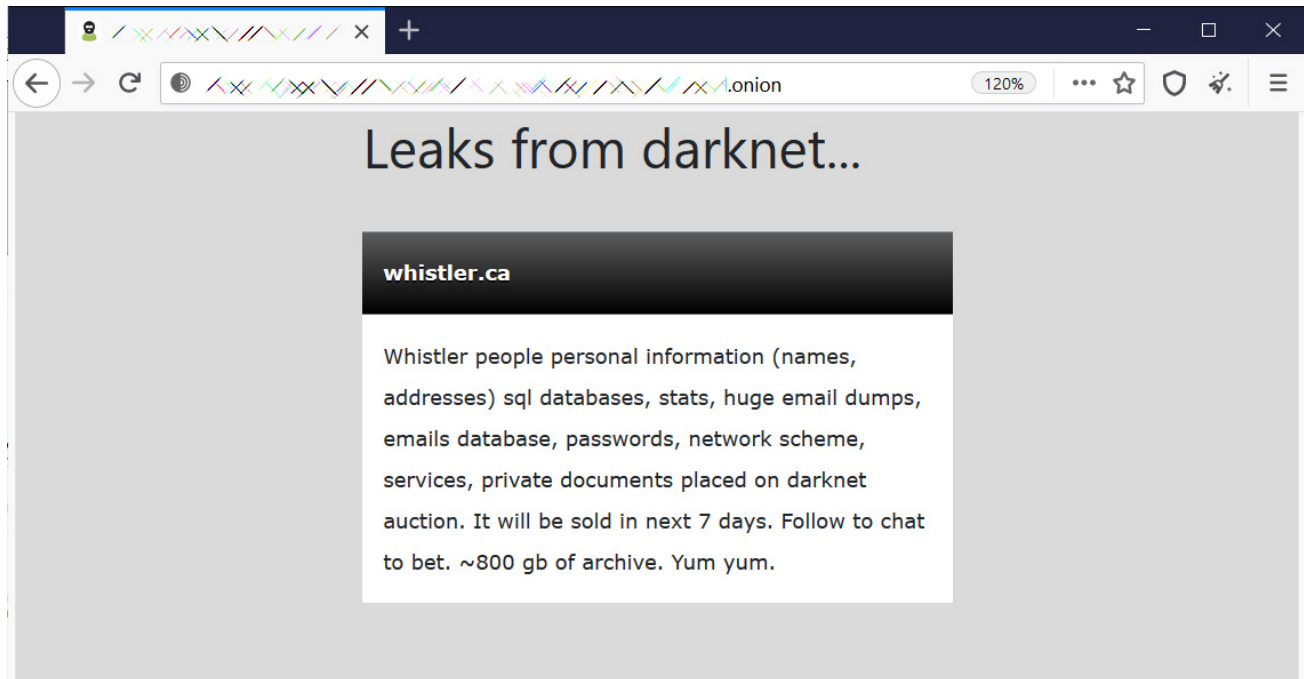 .onion
120%
Leaks from darknet...
whistler.ca
Whistler people personal information (names,
addresses) sql databases, stats, huge email dumps,
emails database, passwords, network scheme,
services, private documents placed on darknet
auction. It will be sold in next 7 days. Follow to chat
to bet. ~800 gb of archive. Yum yum.